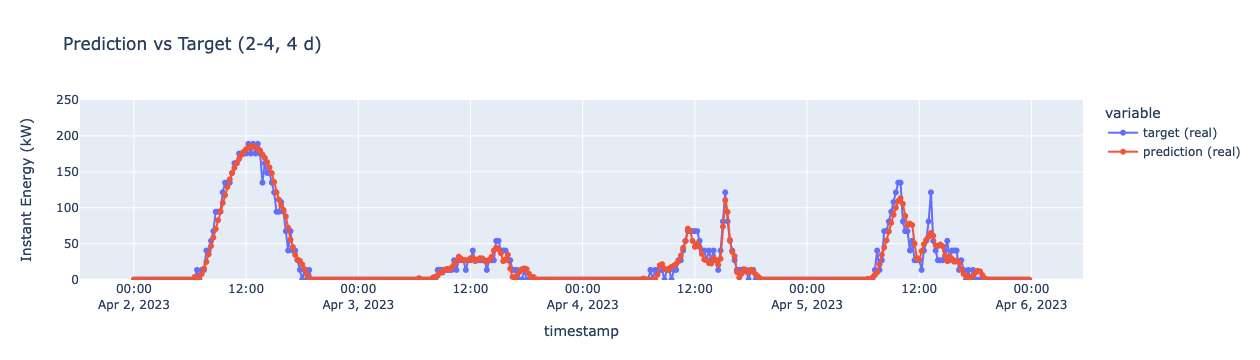 Prediction vs Target (2-4, 4 d)
Instant Energy (kW)
250
200
150
100
50
0
00:00
Apr 2, 2023
12:00
00:00
Apr 3, 2023
12:00
00:00
Apr 4, 2023
12:00
00:00
Apr 5, 2023
12:00
00:00
Apr 6, 2023
timestamp
variable
target (real)
prediction (real)